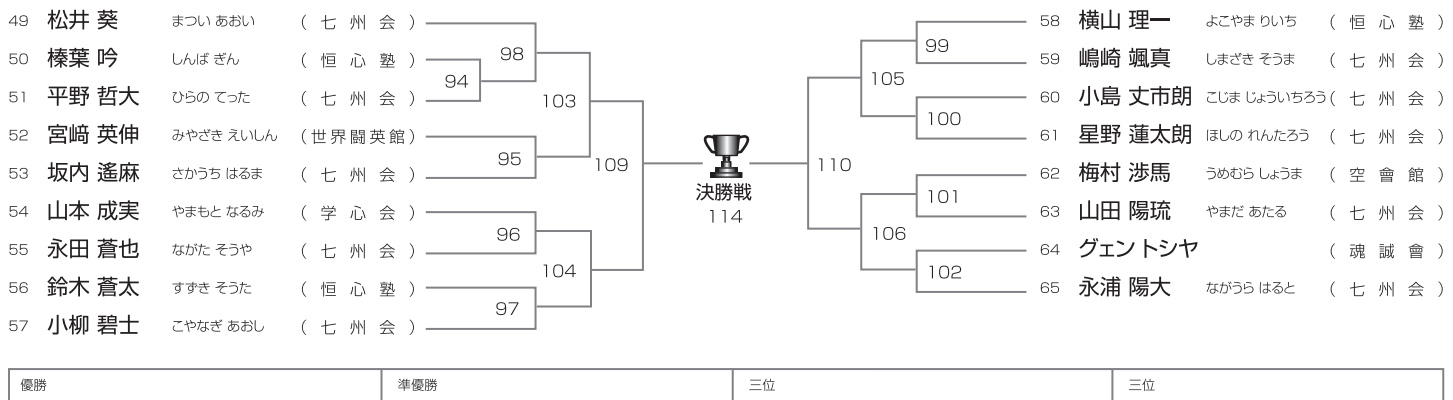 49 松井 葵 まつい あおい （七州会）
50 榛葉 吟 しんば ぎん （恒心塾）
51 平野 哲大 ひらの てった （七州会）
52 宮﨑 英伸 みやざき えいしん （世界闘英館）
53 坂内 遙麻 さかうち はるま （七州会）
54 山本 成実 やまもと なるみ （学心会）
55 永田 蒼也 ながた そうや （七州会）
56 鈴木 蒼太 すずき そうた （恒心塾）
57 小柳 碧士 こやなぎ あおし （七州会）
98
94
103
95
109
96
104
97
決勝戦
114
99
105
100
110
101
106
102
58 横山 理一 よこやま りいち （恒心塾）
59 嶋崎 颯真 しまざき そうま （七州会）
60 小島 丈市朗 こじま じょういちろう （七州会）
61 星野 蓮太朗 ほしの れんたろう （七州会）
62 梅村 渉馬 うめむら しょうま （空會館）
63 山田 陽琉 やまだ あたる （七州会）
64 グェン トシヤ （魂誠會）
65 永浦 陽大 ながうら はると （七州会）
優勝 準優勝 三位 三位